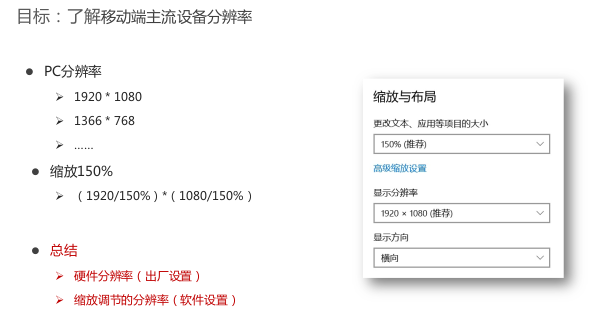 目标：了解移动端主流设备分辨率
PC分辨率
1920 * 1080
1366 * 768
……
缩放150%
（1920/150%）*（1080/150%）
总结
硬件分辨率（出厂设置）
缩放调节的分辨率（软件设置）
缩放与布局
更改文本、应用等项目的大小
150% (推荐)
高级缩放设置
显示分辨率
1920 × 1080 (推荐)
显示方向
横向